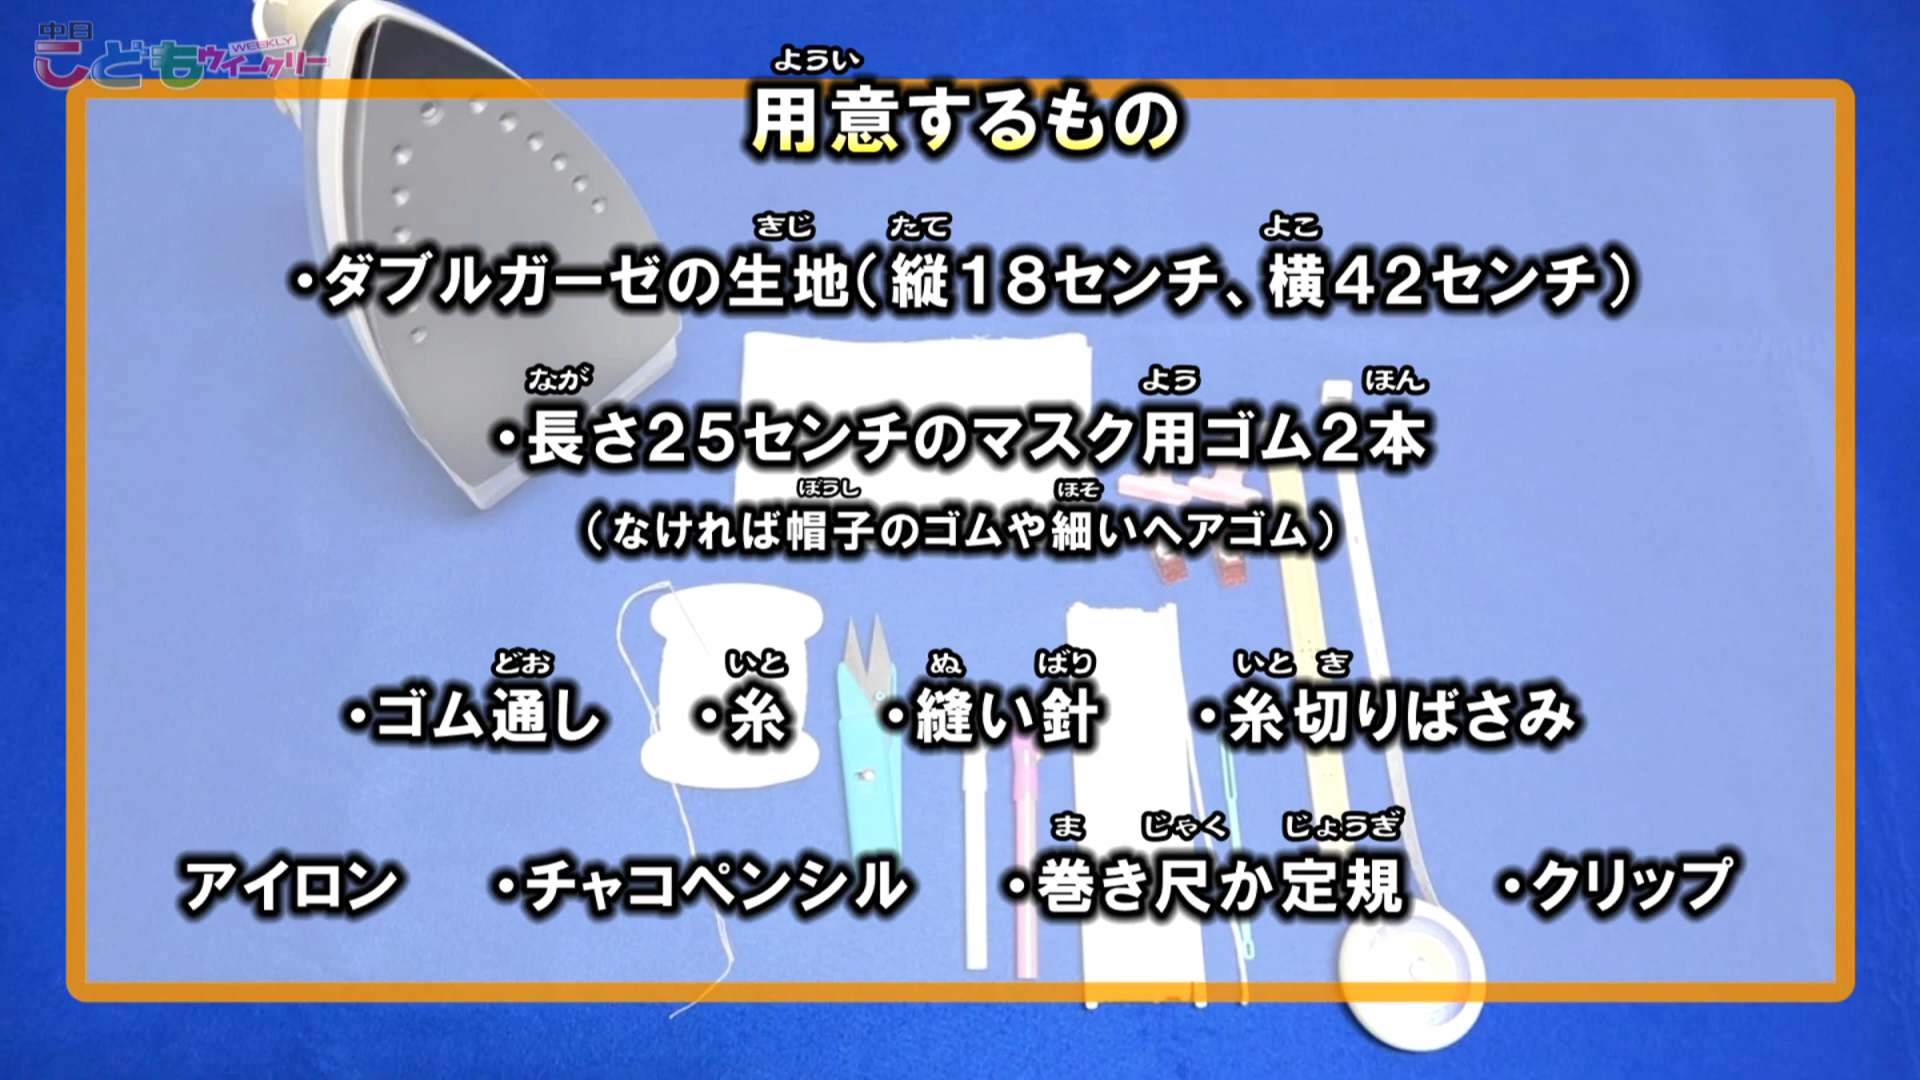 中日
こどもウイークリー
WEEKLY
ようい
用意するもの
きじ たて よこ
・ダブルガーゼの生地（縦18センチ、横42センチ）
なが よう ほん
・長さ25センチのマスク用ゴム2本
ぼうし ほそ
（なければ帽子のゴムや細いヘアゴム）
どお いと ぬ ばり いと き
・ゴム通し ・糸 ・縫い針 ・糸切りばさみ
ま じゃく じょうぎ
アイロン ・チャコペンシル ・巻き尺か定規 ・クリップ